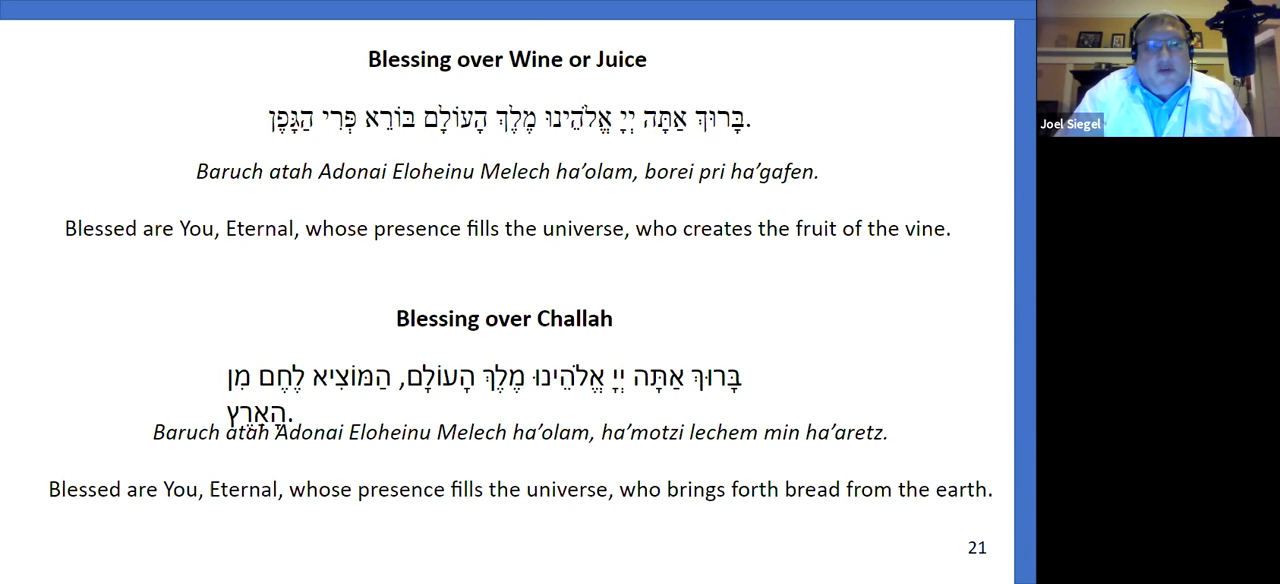 Blessing over Wine or Juice
בָּרוּךְ אַתָּה יְיָ אֱלֹהֵינוּ מֶלֶךְ הָעוֹלָם בּוֹרֵא פְּרִי הַגָּפֶן.
Baruch atah Adonai Eloheinu Melech ha’olam, borei pri ha’gafen.
Blessed are You, Eternal, whose presence fills the universe, who creates the fruit of the vine.
Blessing over Challah
בָּרוּךְ אַתָּה יְיָ אֱלֹהֵינוּ מֶלֶךְ הָעוֹלָם, הַמּוֹצִיא לֶחֶם מִן
הָאָרֶץ.
Baruch atah Adonai Eloheinu Melech ha’olam, ha’motzi lechem min ha’aretz.
Blessed are You, Eternal, whose presence fills the universe, who brings forth bread from the earth.
21
Joel Siegel